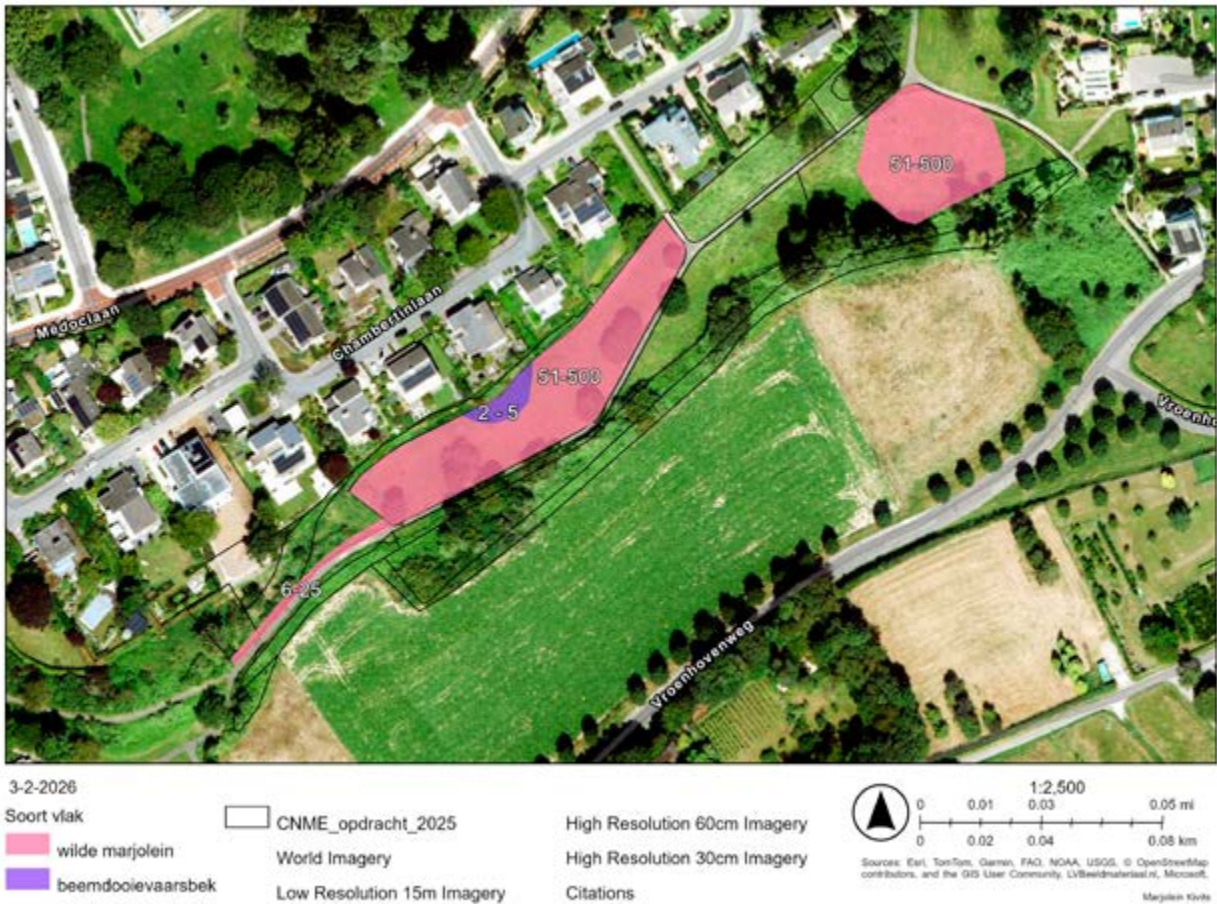 51-500
Medoclaan
Chambertinlaan
51-500
2 - 5
Vroenho
6-25
Vroenhovenweg
3-2-2026
Soort vlak
wilde marjolein
beemdooievaarsbek
CNME_opdracht_2025
World Imagery
Low Resolution 15m Imagery
High Resolution 60cm Imagery
High Resolution 30cm Imagery
Citations
1:2,500
0 0.01 0.03 0.05 mi
0 0.02 0.04 0.08 km
Sources: Esri, TomTom, Garmin, FAO, NOAA, USGS, © OpenStreetMap
contributors, and the GIS User Community, LVBeeldmateriaal.nl, Microsoft,
Marjolein Kivits